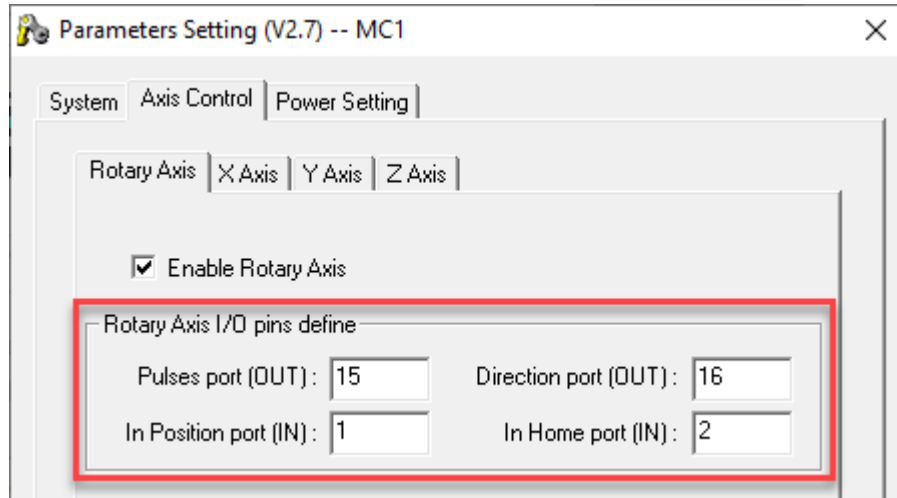 Parameters Setting (V2.7) -- MC1
System Axis Control Power Setting
Rotary Axis X Axis Y Axis Z Axis
Enable Rotary Axis
Rotary Axis I/O pins define
Pulses port (OUT) : 15 Direction port (OUT) : 16
In Position port (IN) : 1 In Home port (IN) : 2